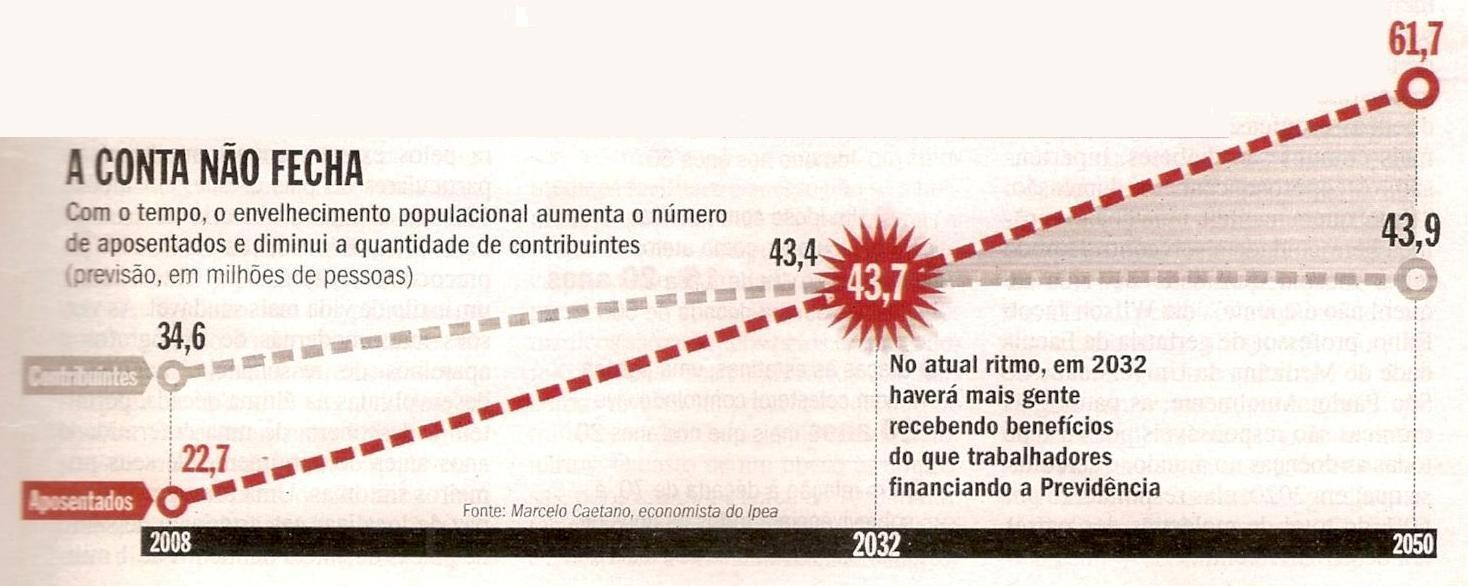 A CONTA NÃO FECHA
Com o tempo, o envelhecimento populacional aumenta o número
de aposentados e diminui a quantidade de contribuintes
(previsão, em milhões de pessoas)
61,7
43,9
43,4
43,7
34,6
Contribuintes
22,7
Aposentados
No atual ritmo, em 2032
haverá mais gente
recebendo benefícios
do que trabalhadores
financiando a Previdência
Fonte: Marcelo Caetano, economista do Ipea
2008
2032
2050